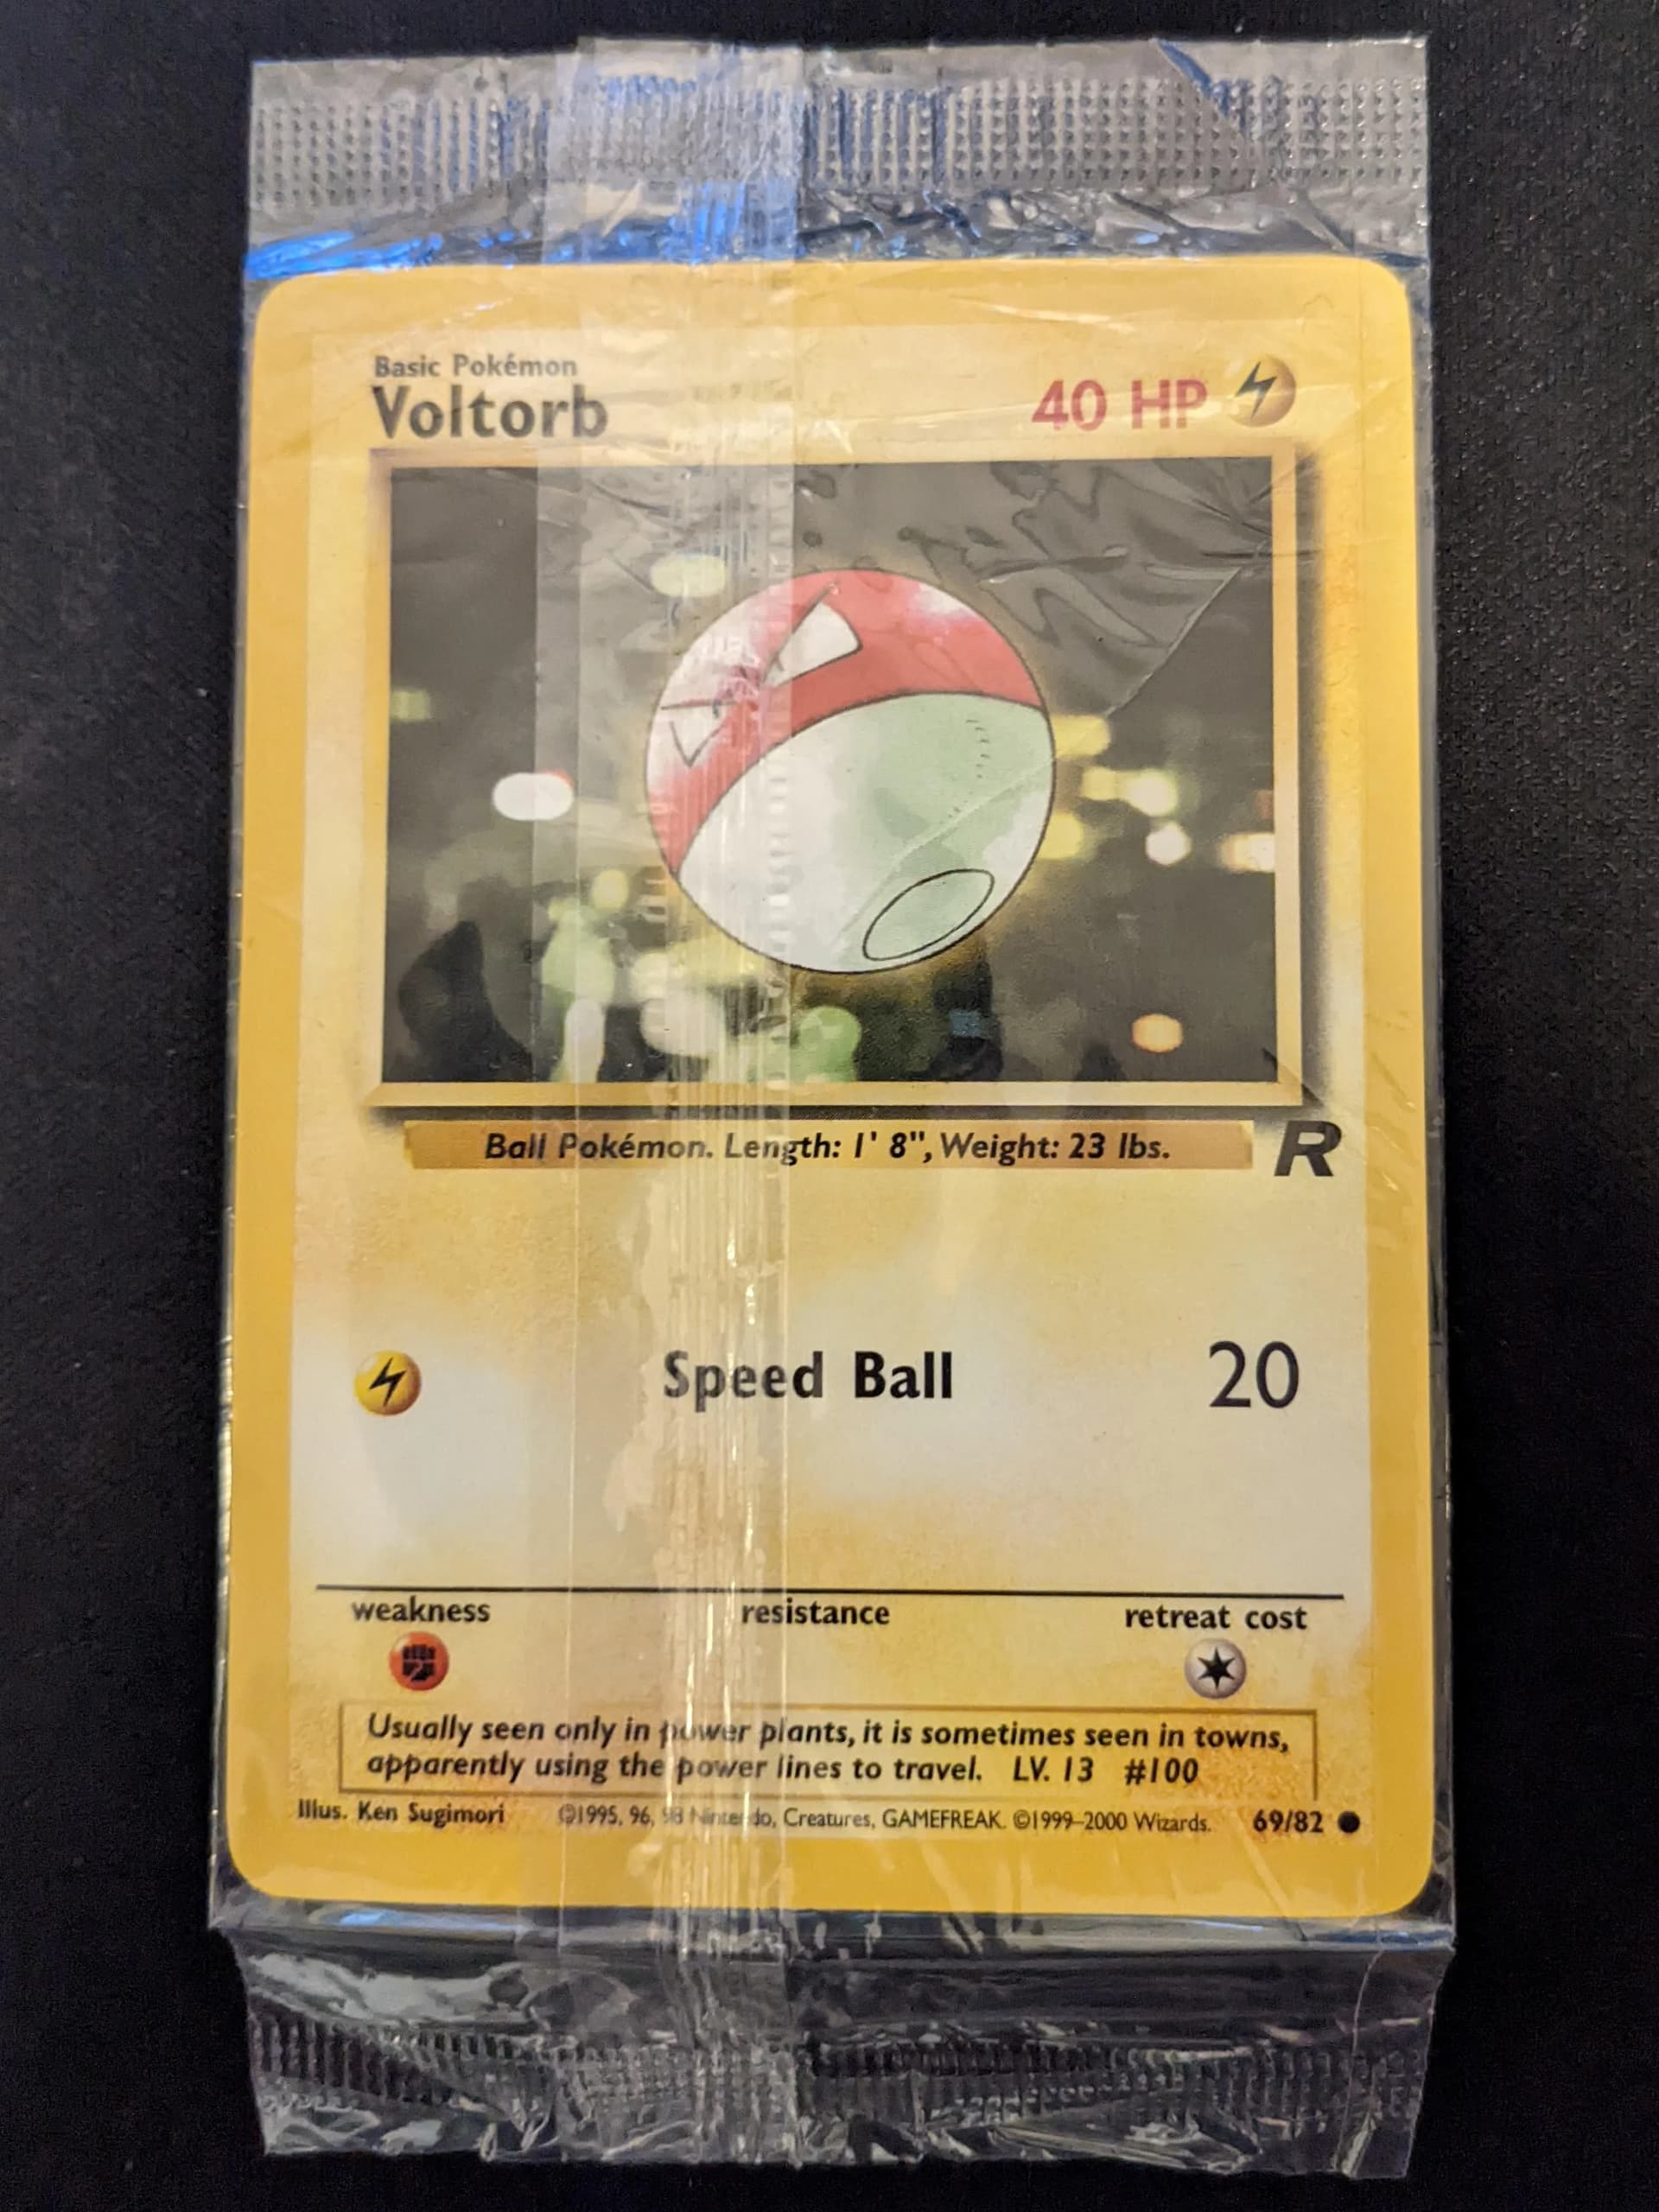 Basic Pokémon
Voltorb
40 HP
Ball Pokémon. Length: 1' 8", Weight: 23 lbs.
R
Speed Ball 20
weakness resistance retreat cost
Usually seen only in power plants, it is sometimes seen in towns,
apparently using the power lines to travel. LV. 13 #100
Illus. Ken Sugimori ©1995, 96, 98 Nintendo, Creatures, GAMEFREAK. ©1999–2000 Wizards. 69/82